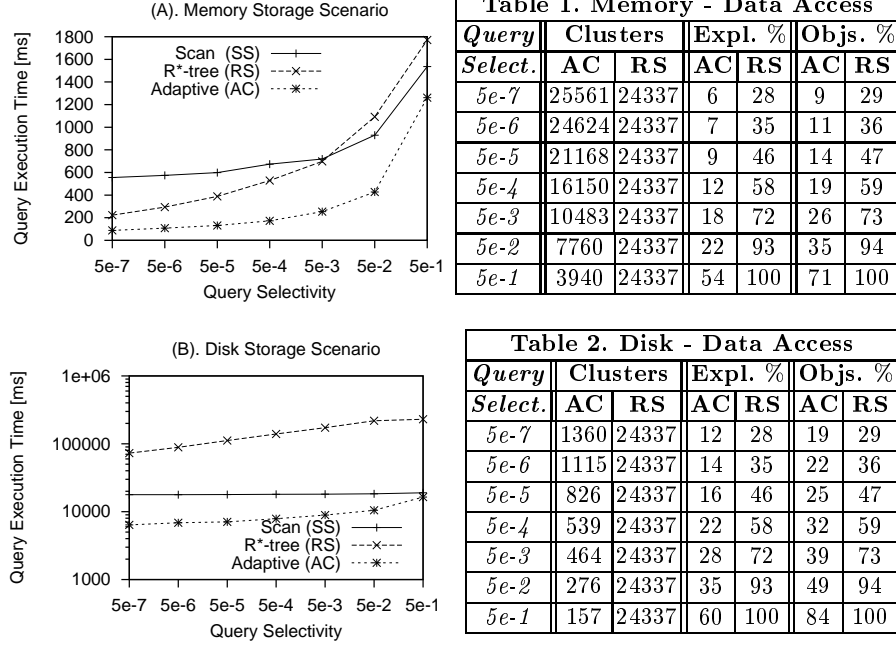 (A). Memory Storage Scenario
Query Execution Time [ms]
1800
1600
1400
1200
1000
800
600
400
200
0
Scan (SS)
R*-tree (RS)
Adaptive (AC)
5e-7 5e-6 5e-5 5e-4 5e-3 5e-2 5e-1
Query Selectivity
Table 1. Memory - Data Access
Query Clusters Expl. % Objs. %
Select. AC RS AC RS AC RS
5e-7 25561 24337 6 28 9 29
5e-6 24624 24337 7 35 11 36
5e-5 21168 24337 9 46 14 47
5e-4 16150 24337 12 58 19 59
5e-3 10483 24337 18 72 26 73
5e-2 7760 24337 22 93 35 94
5e-1 3940 24337 54 100 71 100
(B). Disk Storage Scenario
Query Execution Time [ms]
1e+06
100000
10000
1000
Scan (SS)
R*-tree (RS)
Adaptive (AC)
5e-7 5e-6 5e-5 5e-4 5e-3 5e-2 5e-1
Query Selectivity
Table 2. Disk - Data Access
Query Clusters Expl. % Objs. %
Select. AC RS AC RS AC RS
5e-7 1360 24337 12 28 19 29
5e-6 1115 24337 14 35 22 36
5e-5 826 24337 16 46 25 47
5e-4 539 24337 22 58 32 59
5e-3 464 24337 28 72 39 73
5e-2 276 24337 35 93 49 94
5e-1 157 24337 60 100 84 100